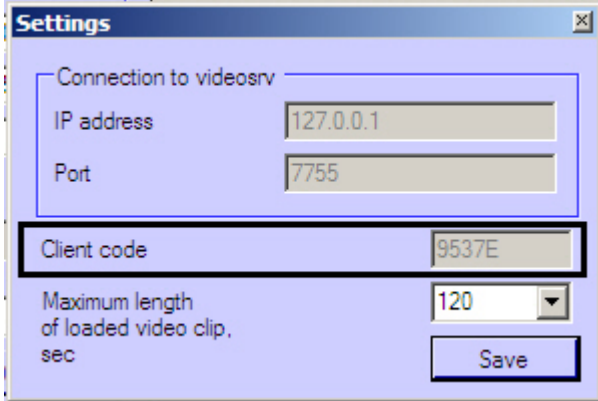 Settings
Connection to videosrv
IP address 127.0.0.1
Port 7755
Client code 9537E
Maximum length 120
of loaded video clip,
sec
Save